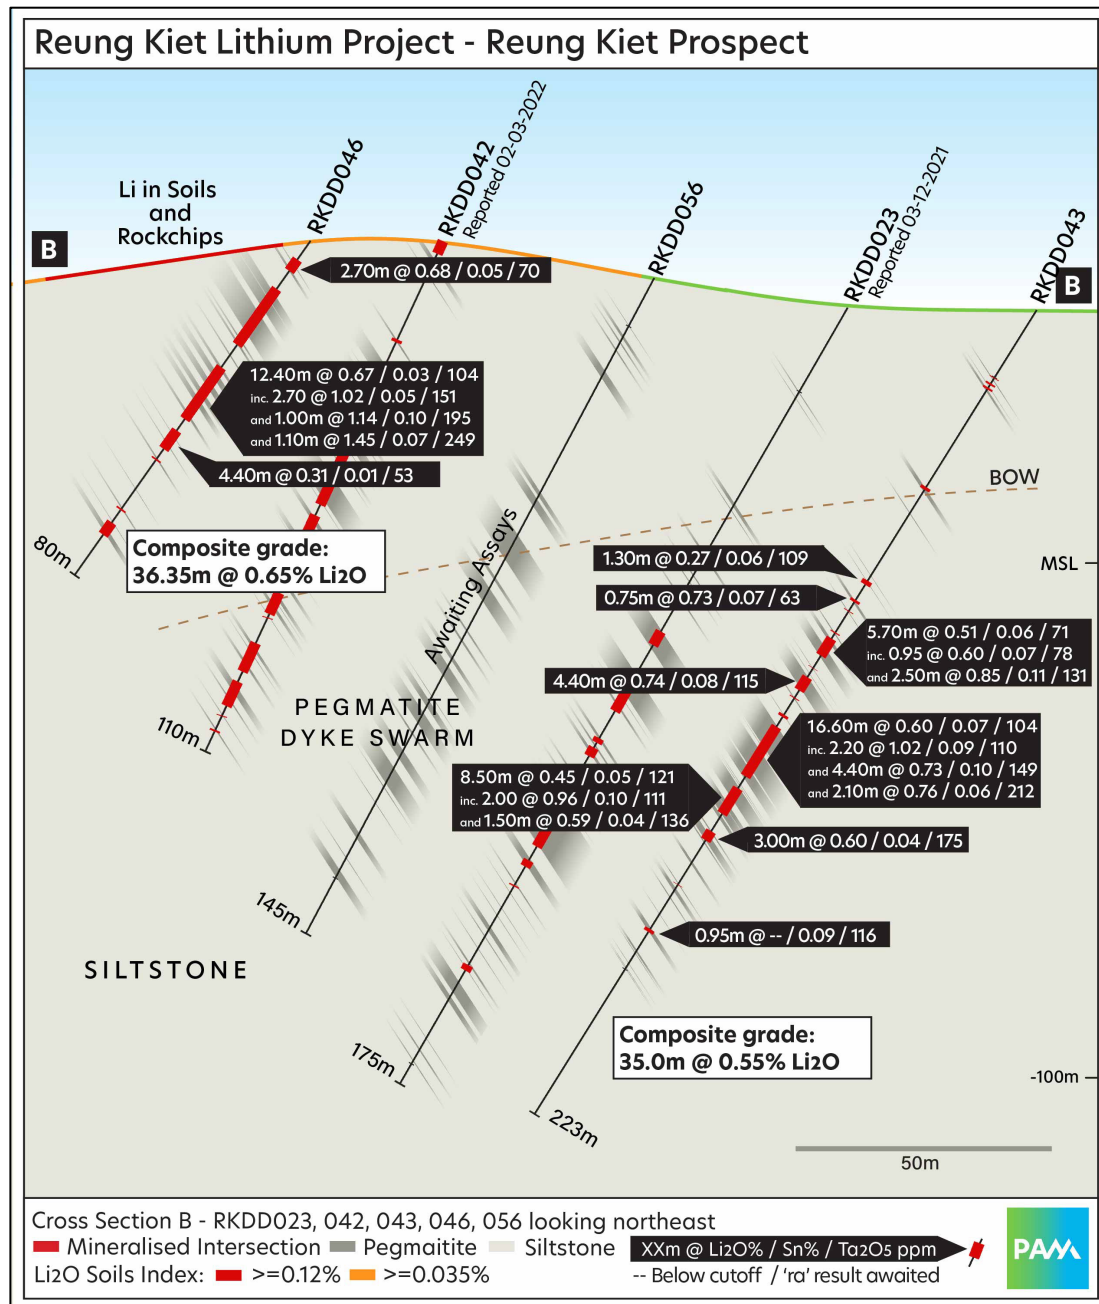 Reung Kiet Lithium Project - Reung Kiet Prospect
Li in Soils
and
Rockchips
RKDD046
RKDD042
Reported 02-03-2022
RKDD056
RKDD023
Reported 03-12-2021
RKDD043
B
B
2.70m @ 0.68 / 0.05 / 70
12.40m @ 0.67 / 0.03 / 104
inc. 2.70 @ 1.02 / 0.05 / 151
and 1.00m @ 1.14 / 0.10 / 195
and 1.10m @ 1.45 / 0.07 / 249
4.40m @ 0.31 / 0.01 / 53
BOW
80m
Composite grade:
36.35m @ 0.65% Li2O
Awaiting Assays
1.30m @ 0.27 / 0.06 / 109
MSL
0.75m @ 0.73 / 0.07 / 63
5.70m @ 0.51 / 0.06 / 71
inc. 0.95 @ 0.60 / 0.07 / 78
and 2.50m @ 0.85 / 0.11 / 131
4.40m @ 0.74 / 0.08 / 115
110m
PEGMATITE
DYKE SWARM
16.60m @ 0.60 / 0.07 / 104
inc. 2.20 @ 1.02 / 0.09 / 110
and 4.40m @ 0.73 / 0.10 / 149
and 2.10m @ 0.76 / 0.06 / 212
8.50m @ 0.45 / 0.05 / 121
inc. 2.00 @ 0.96 / 0.10 / 111
and 1.50m @ 0.59 / 0.04 / 136
3.00m @ 0.60 / 0.04 / 175
145m
0.95m @ -- / 0.09 / 116
SILTSTONE
175m
Composite grade:
35.0m @ 0.55% Li2O
-100m
223m
50m
Cross Section B - RKDD023, 042, 043, 046, 056 looking northeast
Mineralised Intersection Pegmaitite Siltstone
XXm @ Li2O% / Sn% / Ta2O5 ppm
Li2O Soils Index: >=0.12% >=0.035%
-- Below cutoff / 'ra' result awaited
PAM